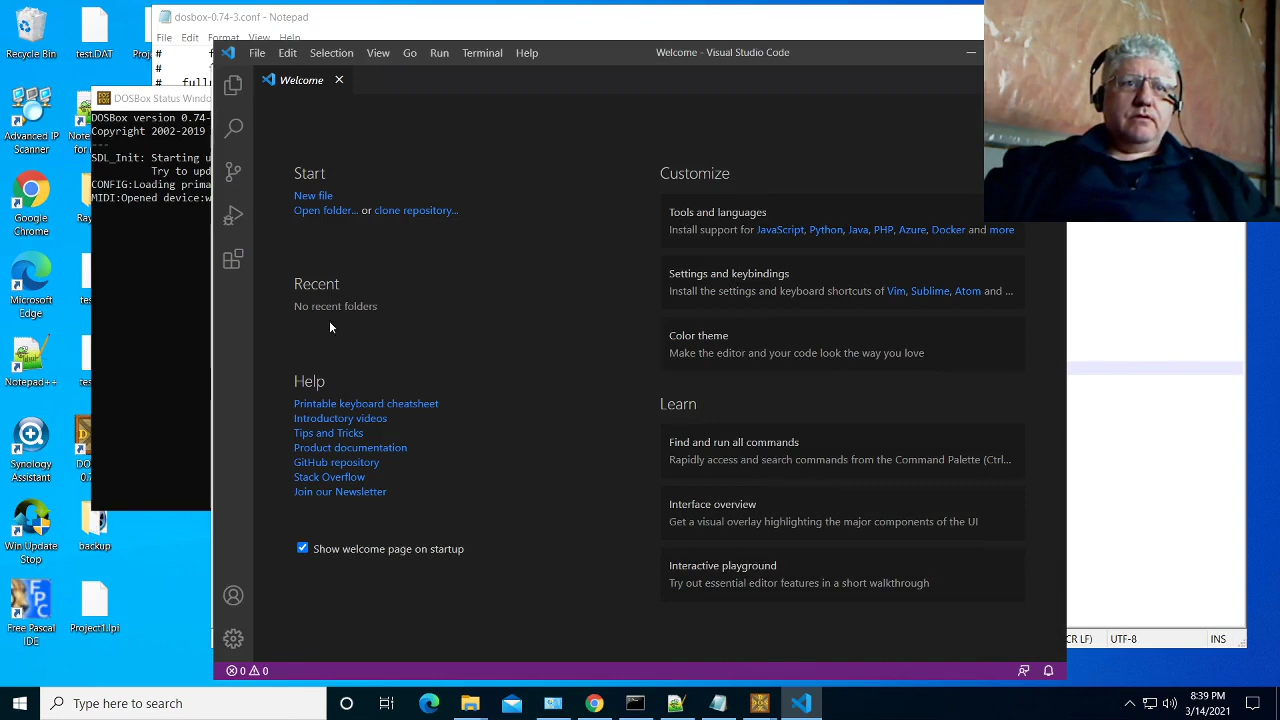 Recycle Bin
test.DAT
Proj
dosbox-0.74-3.conf - Notepad
File Edit Format View Help
#
#
DOSBox Status Windo
DOSBox version 0.74-
Copyright 2002-2019
---
SDL_Init: Starting u
Try to upd
CONFIG:Loading prima
MIDI:Opened device:w
File Edit Selection View Go Run Terminal Help
Welcome - Visual Studio Code
Welcome
Start
New file
Open folder... or clone repository...
Recent
No recent folders
Help
Printable keyboard cheatsheet
Introductory videos
Tips and Tricks
Product documentation
GitHub repository
Stack Overflow
Join our Newsletter
Show welcome page on startup
Customize
Tools and languages
Install support for JavaScript, Python, Java, PHP, Azure, Docker and more
Settings and keybindings
Install the settings and keyboard shortcuts of Vim, Sublime, Atom and ...
Color theme
Make the editor and your code look the way you love
Learn
Find and run all commands
Rapidly access and search commands from the Command Palette (Ctrl...
Interface overview
Get a visual overlay highlighting the major components of the UI
Interactive playground
Try out essential editor features in a short walkthrough
0 0
Advanced IP
Scanner
Google
Chrome
Microsoft
Edge
Notepad++
Synology
Assistant
Win Update
Stop
backup
FPC
Free Pascal
IDE
Project1.lpi
CR LF) UTF-8 INS
Type here to search
8:39 PM
3/14/2021